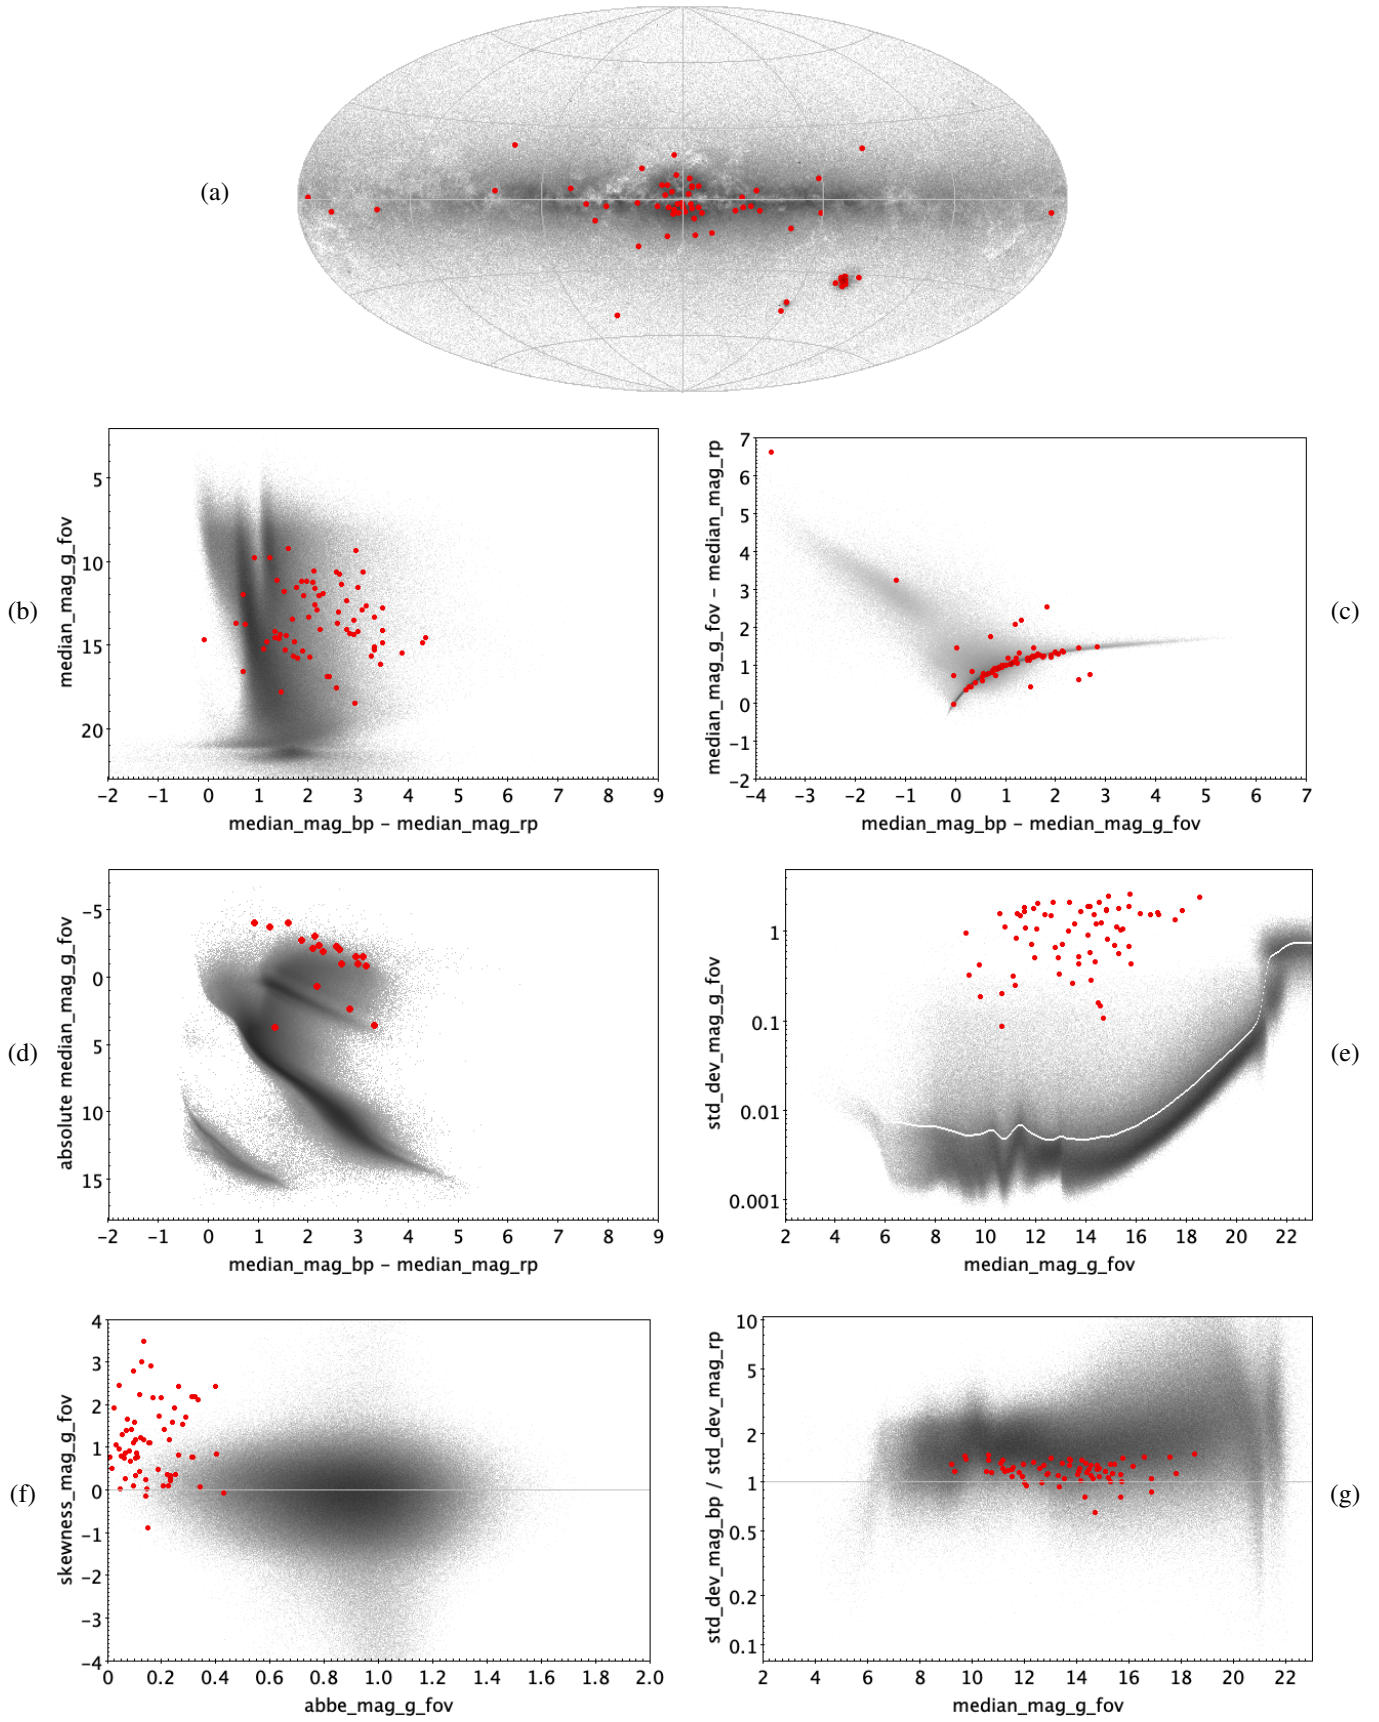 (a)
5
10
15
20
median_mag_g_fov
−2 −1 0 1 2 3 4 5 6 7 8 9
median_mag_bp − median_mag_rp
(b)
7
6
5
4
3
2
1
0
−1
−2
median_mag_g_fov − median_mag_rp
−4 −3 −2 −1 0 1 2 3 4 5 6 7
median_mag_bp − median_mag_g_fov
(c)
−5
0
5
10
15
absolute median_mag_g_fov
−2 −1 0 1 2 3 4 5 6 7 8 9
median_mag_bp − median_mag_rp
(d)
1
0.1
0.01
0.001
std_dev_mag_g_fov
2 4 6 8 10 12 14 16 18 20 22
median_mag_g_fov
(e)
4
3
2
1
0
−1
−2
−3
−4
skewness_mag_g_fov
0 0.2 0.4 0.6 0.8 1.0 1.2 1.4 1.6 1.8 2.0
abbe_mag_g_fov
(f)
10
5
2
1
0.5
0.2
0.1
std_dev_mag_bp / std_dev_mag_rp
2 4 6 8 10 12 14 16 18 20 22
median_mag_g_fov
(g)